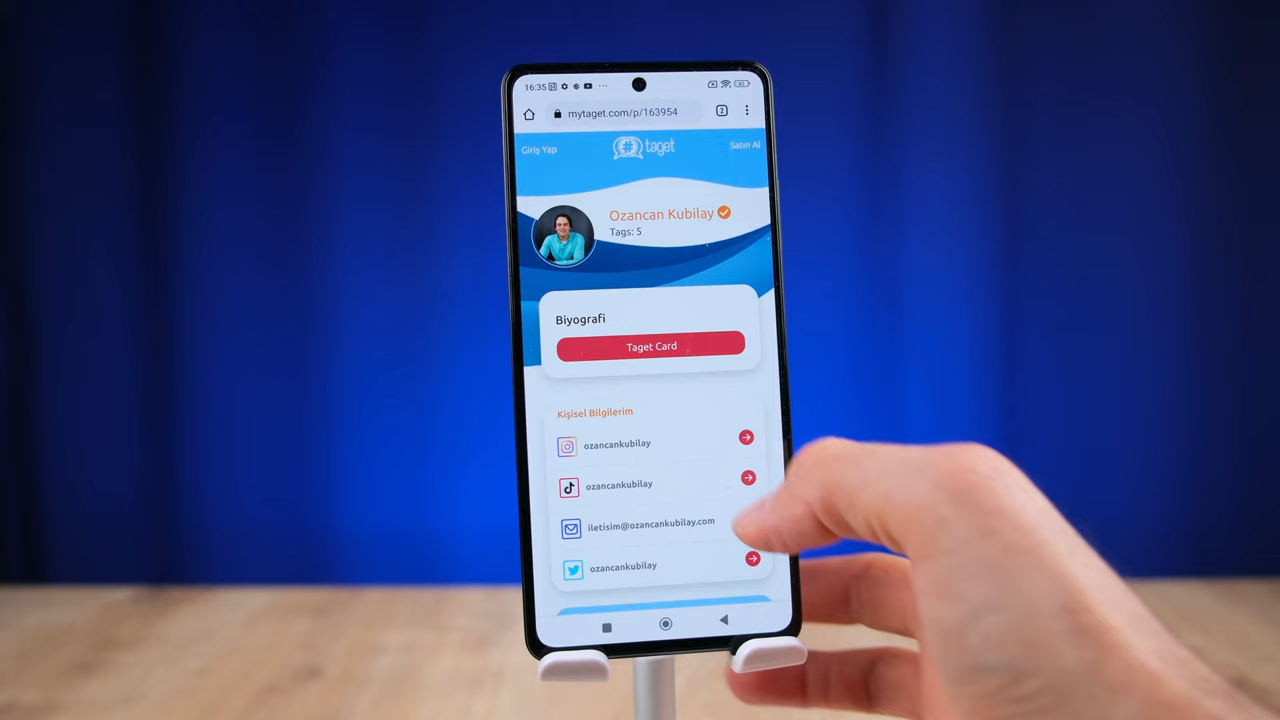 16:35
2
mytaget.com/p/163954
Giriş Yap
taget
Satın Al
Ozancan Kubilay
Tags: 5
Biyografi
Taget Card
Kişisel Bilgilerim
ozancankubilay
ozancankubilay
iletisim@ozancankubilay.com
ozancankubilay